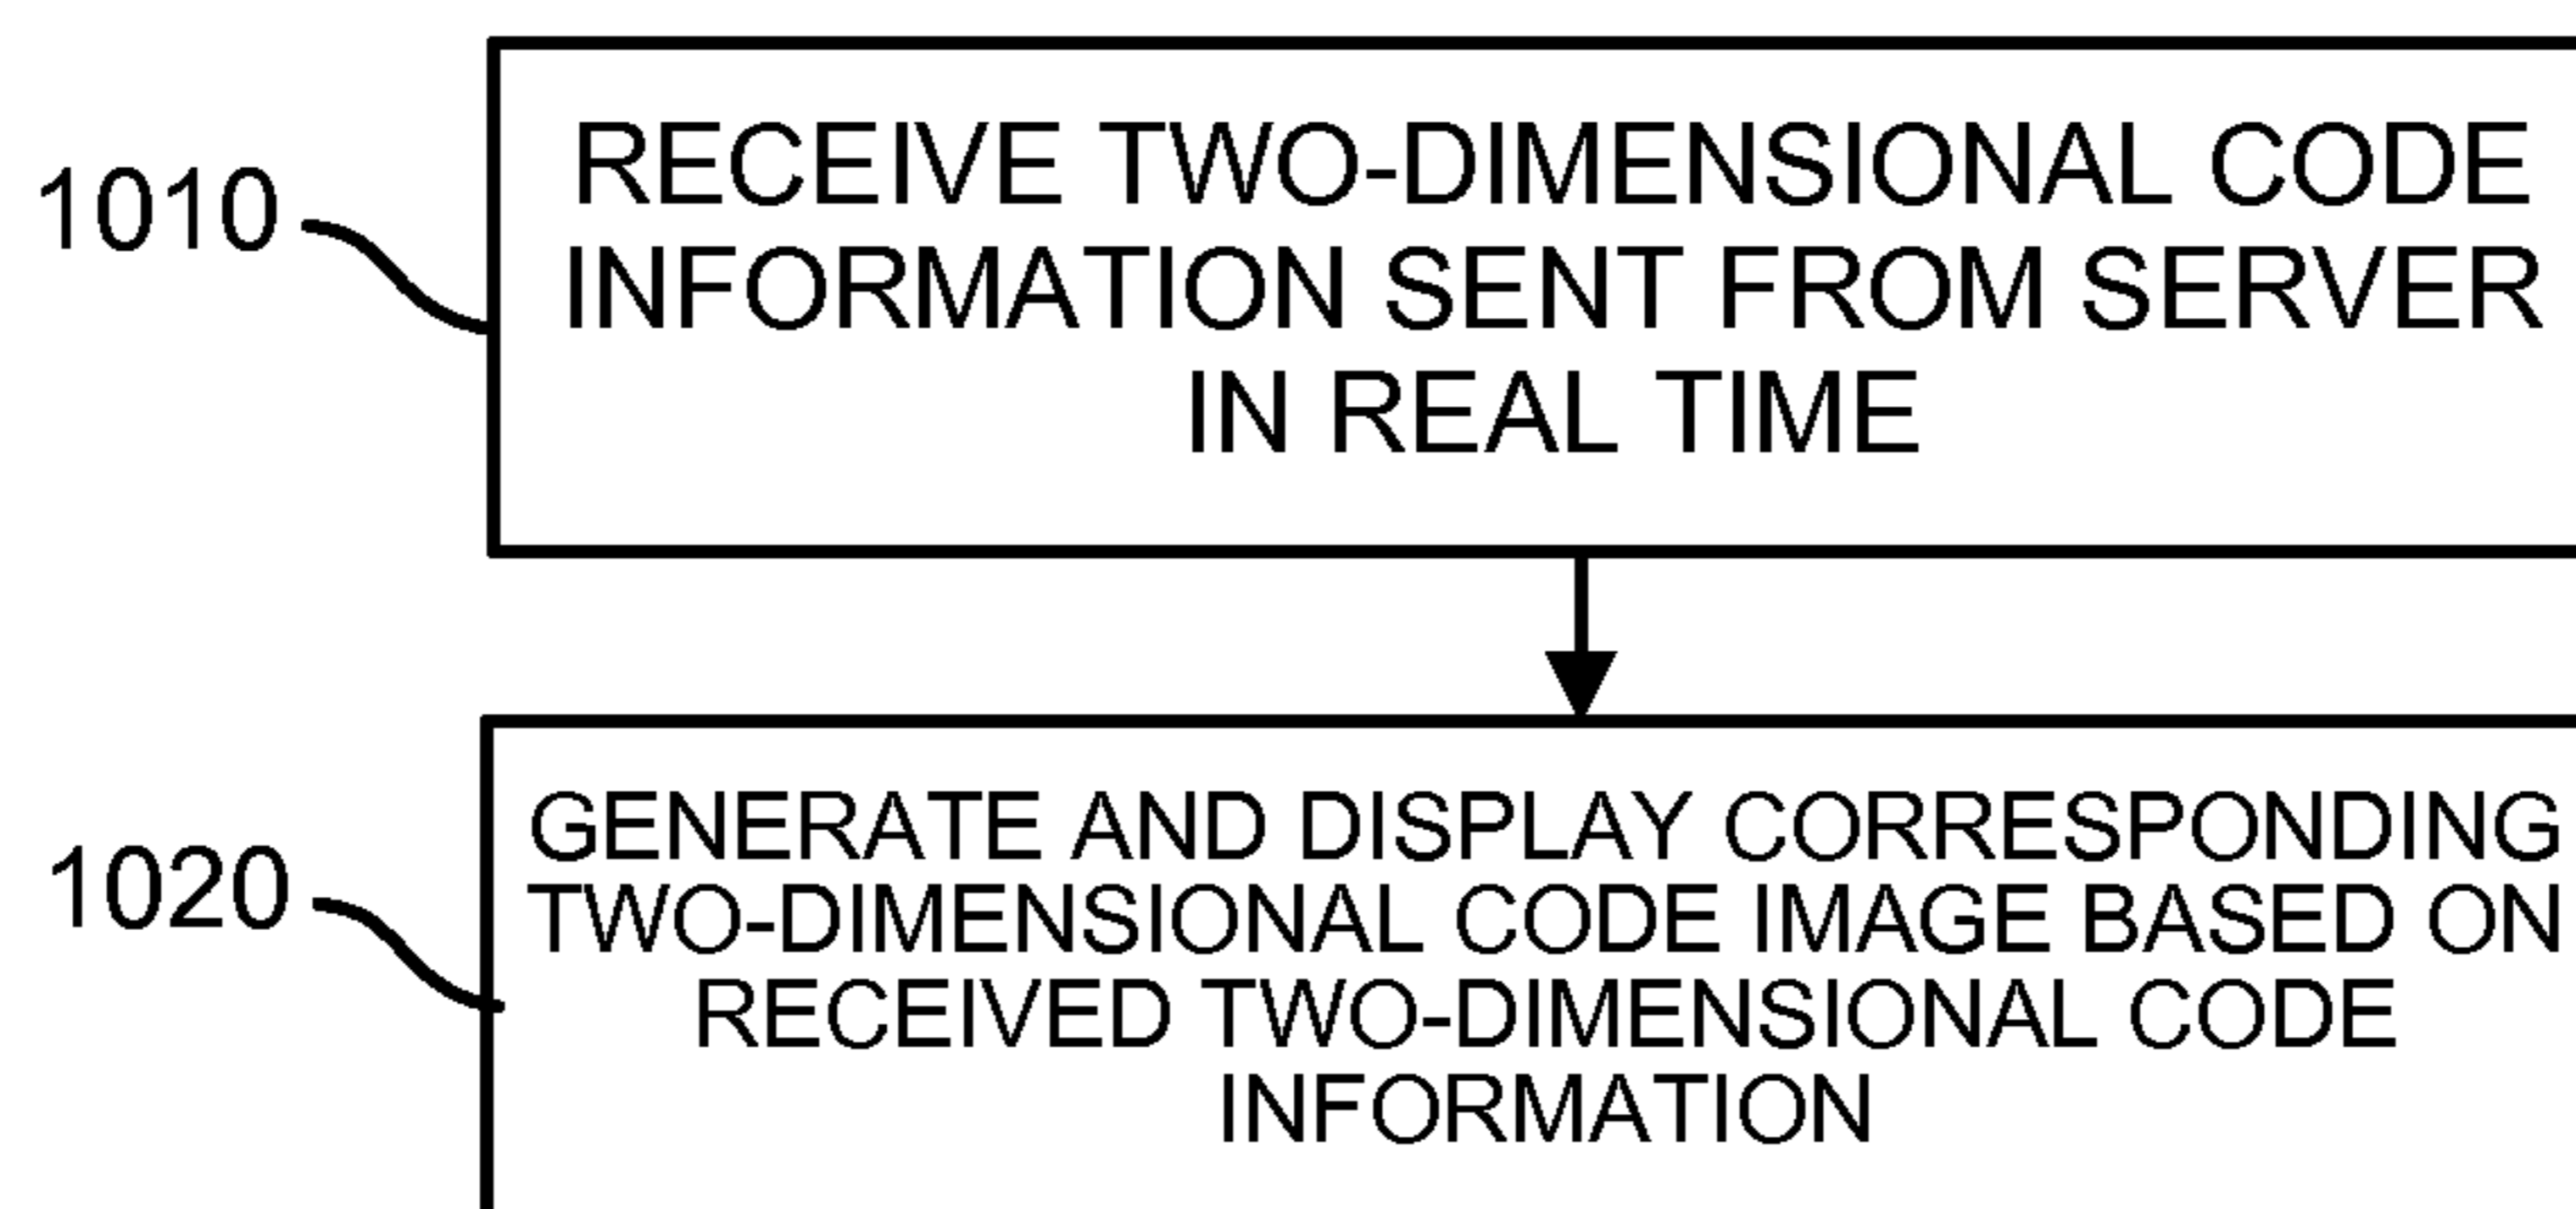 1010
RECEIVE TWO-DIMENSIONAL CODE
INFORMATION SENT FROM SERVER
IN REAL TIME
1020
GENERATE AND DISPLAY CORRESPONDING
TWO-DIMENSIONAL CODE IMAGE BASED ON
RECEIVED TWO-DIMENSIONAL CODE
INFORMATION